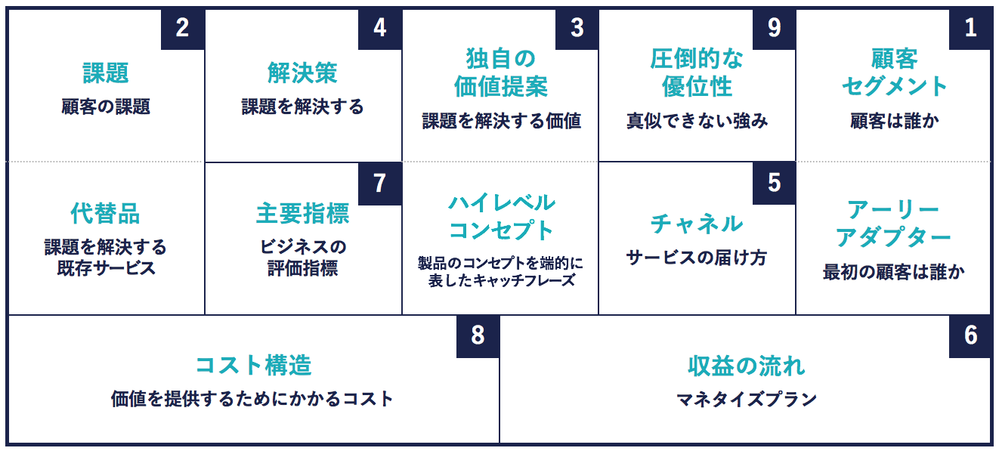 2
課題
顧客の課題
4
解決策
課題を解決する
3
独自の
価値提案
課題を解決する価値
9
圧倒的な
優位性
真似できない強み
1
顧客
セグメント
顧客は誰か
代替品
課題を解決する
既存サービス
7
主要指標
ビジネスの
評価指標
ハイレベル
コンセプト
製品のコンセプトを端的に
表したキャッチフレーズ
5
チャネル
サービスの届け方
アーリー
アダプター
最初の顧客は誰か
8
コスト構造
価値を提供するためにかかるコスト
6
収益の流れ
マネタイズプラン